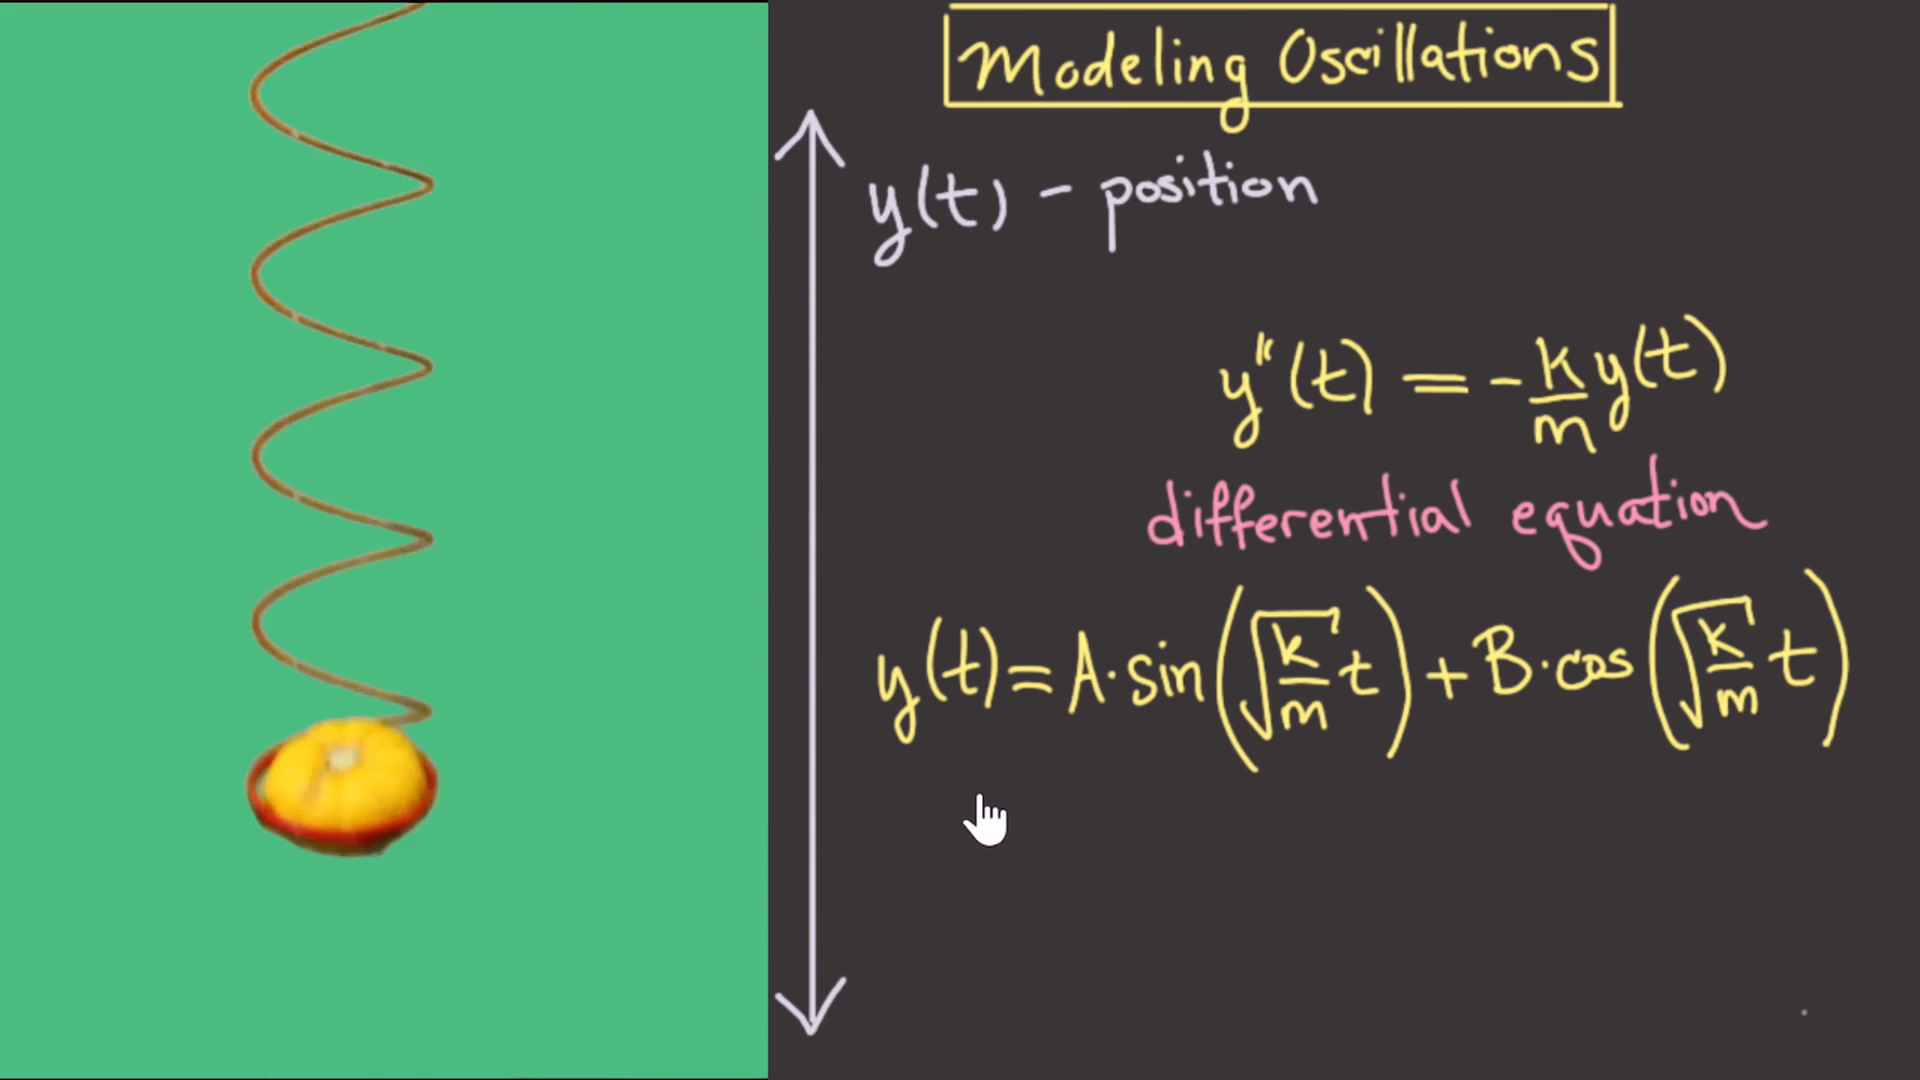 Modeling Oscillations
y(t) - position
y"(t) = - k/m y(t)
differential equation
y(t) = A · sin(√(k/m) t) + B · cos(√(k/m) t)